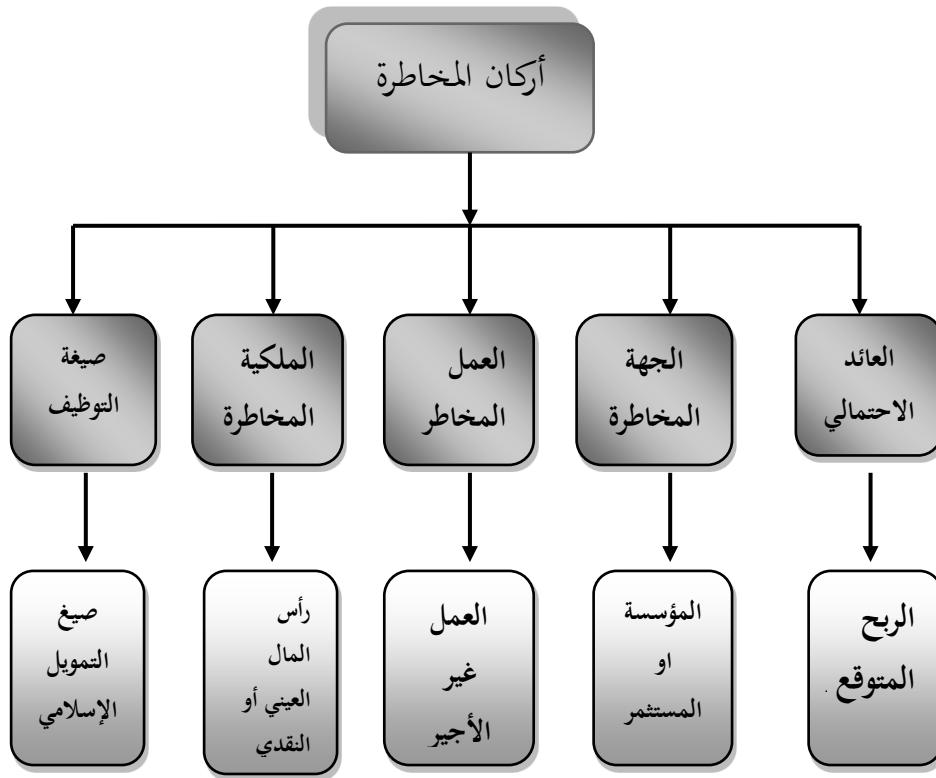 أركان المخاطرة
العائد
الاحتمالي
الجهة
المخاطرة
العمل
المخاطر
الملكية
المخاطرة
صيغة
التوظيف
الربح
المتوقع .
المؤسسة
او
المستثمر
العمل
غير
الأجير
رأس
المال
العيني أو
النقدي
صيغ
التمويل
الإسلامي